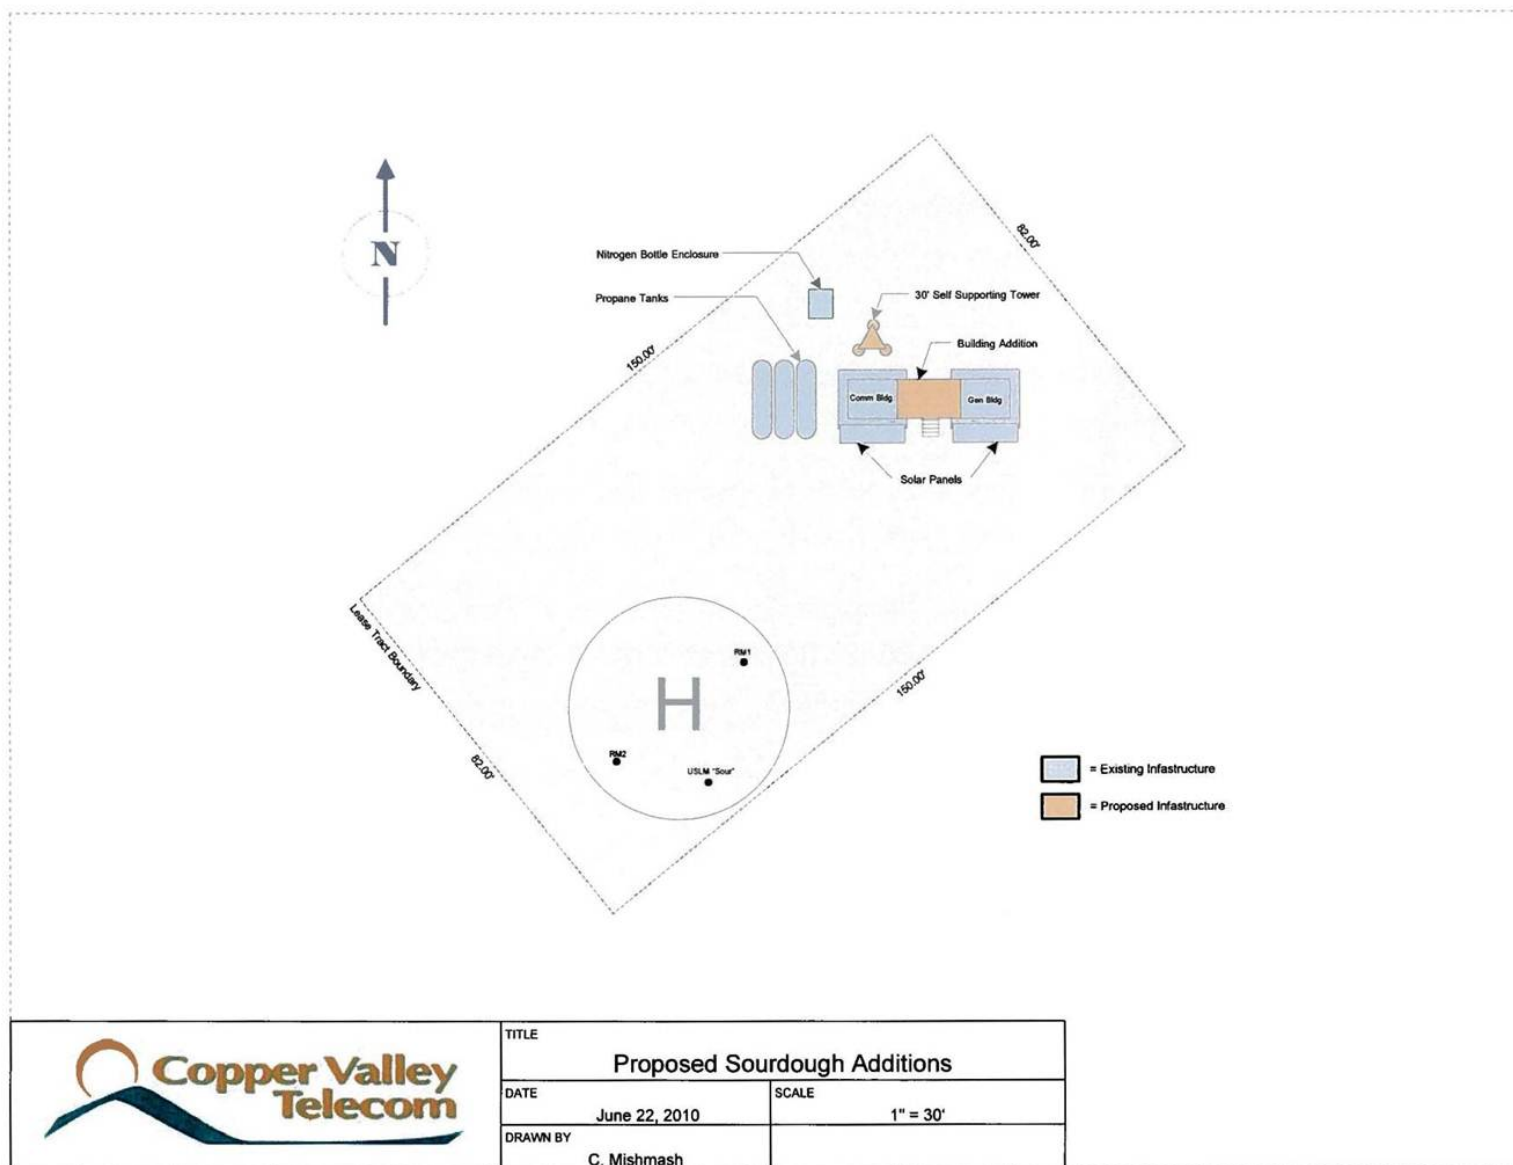 N
82.00'
Nitrogen Bottle Enclosure
Propane Tanks
30' Self Supporting Tower
Building Addition
150.00'
Comm Bldg
Gen Bldg
Solar Panels
Lease Tract Boundary
RM1
H
150.00'
RM2
USLM "Sour"
82.00'
= Existing Infastructure
= Proposed Infastructure
Copper Valley
Telecom
TITLE
Proposed Sourdough Additions
DATE
June 22, 2010
SCALE
1" = 30'
DRAWN BY
C. Mishmash